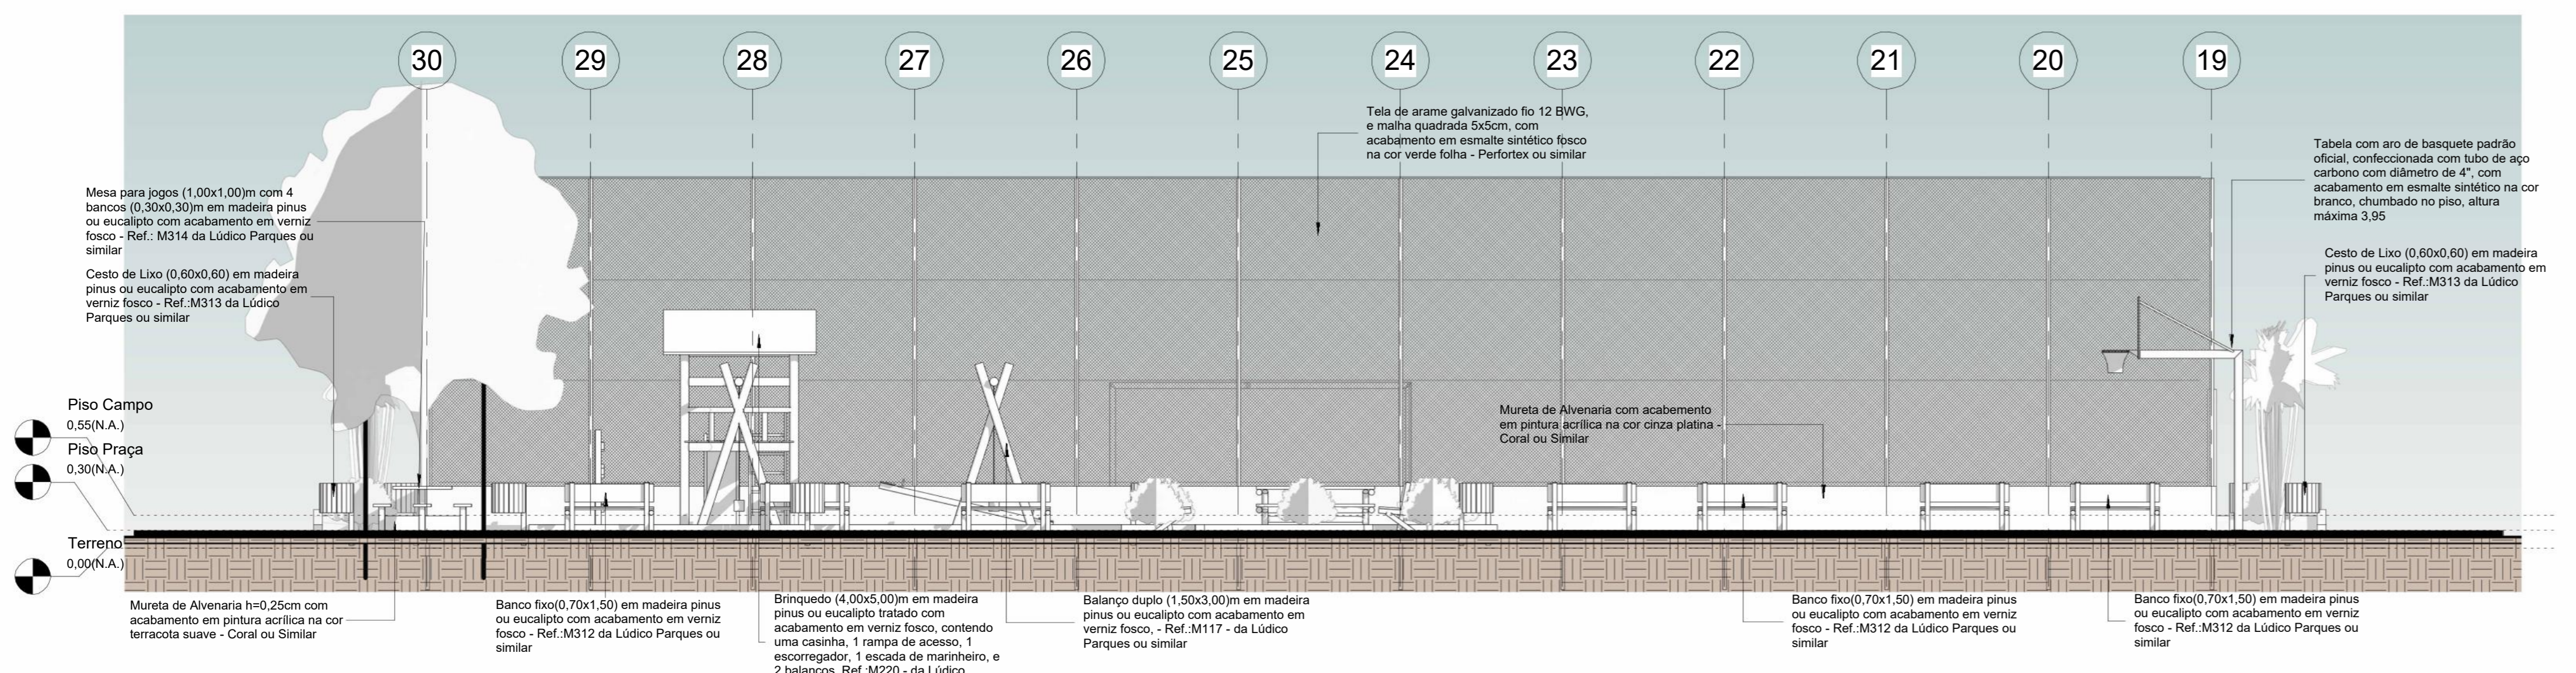 30
29
28
27
26
25
24
23
22
21
20
19
Tela de arame galvanizado fio 12 BWG,
e malha quadrada 5x5cm, com
acabamento em esmalte sintético fosco
na cor verde folha - Perfortex ou similar
Tabela com aro de basquete padrão
oficial, confeccionada com tubo de aço
carbono com diâmetro de 4", com
acabamento em esmalte sintético na cor
branco, chumbado no piso, altura
máxima 3,95
Mesa para jogos (1,00x1,00)m com 4
bancos (0,30x0,30)m em madeira pinus
ou eucalipto com acabamento em verniz
fosco - Ref.: M314 da Lúdico Parques ou
similar
Cesto de Lixo (0,60x0,60) em madeira
pinus ou eucalipto com acabamento em
verniz fosco - Ref.:M313 da Lúdico
Parques ou similar
Cesto de Lixo (0,60x0,60) em madeira
pinus ou eucalipto com acabamento em
verniz fosco - Ref.:M313 da Lúdico
Parques ou similar
Piso Campo
0,55(N.A.)
Piso Praça
0,30(N.A.)
Terreno
0,00(N.A.)
Mureta de Alvenaria com acabemento
em pintura acrílica na cor cinza platina -
Coral ou Similar
Mureta de Alvenaria h=0,25cm com
acabamento em pintura acrílica na cor
terracota suave - Coral ou Similar
Banco fixo(0,70x1,50) em madeira pinus
ou eucalipto com acabamento em verniz
fosco - Ref.:M312 da Lúdico Parques ou
similar
Brinquedo (4,00x5,00)m em madeira
pinus ou eucalipto tratado com
acabamento em verniz fosco, contendo
uma casinha, 1 rampa de acesso, 1
escorregador, 1 escada de marinheiro, e
2 balanços. Ref.:M220 - da Lúdico
Balanço duplo (1,50x3,00)m em madeira
pinus ou eucalipto com acabamento em
verniz fosco, - Ref.:M117 - da Lúdico
Parques ou similar
Banco fixo(0,70x1,50) em madeira pinus
ou eucalipto com acabamento em verniz
fosco - Ref.:M312 da Lúdico Parques ou
similar
Banco fixo(0,70x1,50) em madeira pinus
ou eucalipto com acabamento em verniz
fosco - Ref.:M312 da Lúdico Parques ou
similar